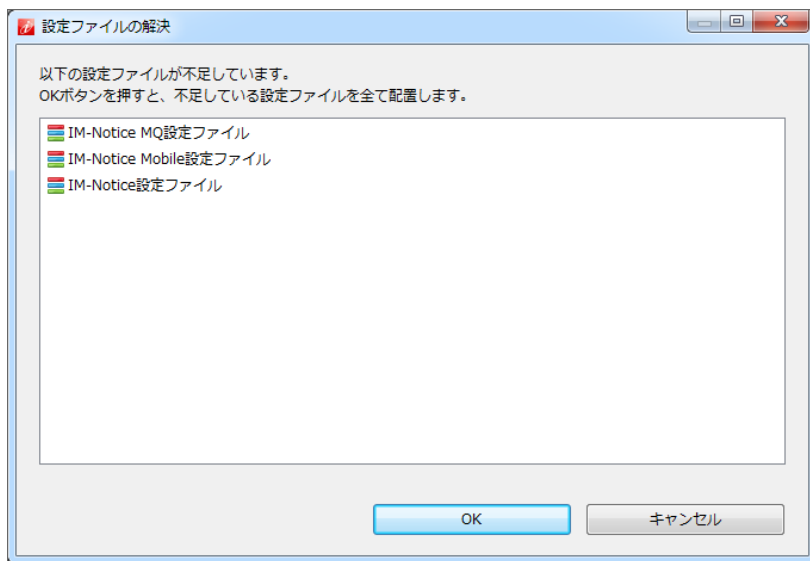 設定ファイルの解決
以下の設定ファイルが不足しています。
OKボタンを押すと、不足している設定ファイルを全て配置します。
IM-Notice MQ設定ファイル
IM-Notice Mobile設定ファイル
IM-Notice設定ファイル
OK
キャンセル